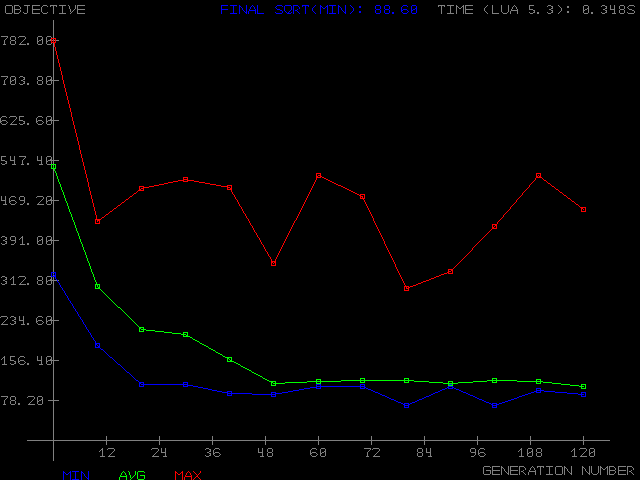 OBJECTIVE FINAL SQRT(MIN): 88.60 TIME (LUA 5.3): 0.348S
782.00
703.80
625.60
547.40
469.20
391.00
312.80
234.60
156.40
78.20
12 24 36 48 60 72 84 96 108 120
GENERATION NUMBER
MIN AVG MAX